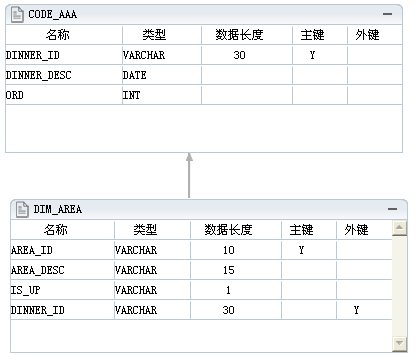 CODE_AAA
名称 类型 数据长度 主键 外键
DINNER_ID VARCHAR 30 Y
DINNER_DESC DATE
ORD INT
DIM_AREA
名称 类型 数据长度 主键 外键
AREA_ID VARCHAR 10 Y
AREA_DESC VARCHAR 15
IS_UP VARCHAR 1
DINNER_ID VARCHAR 30 Y